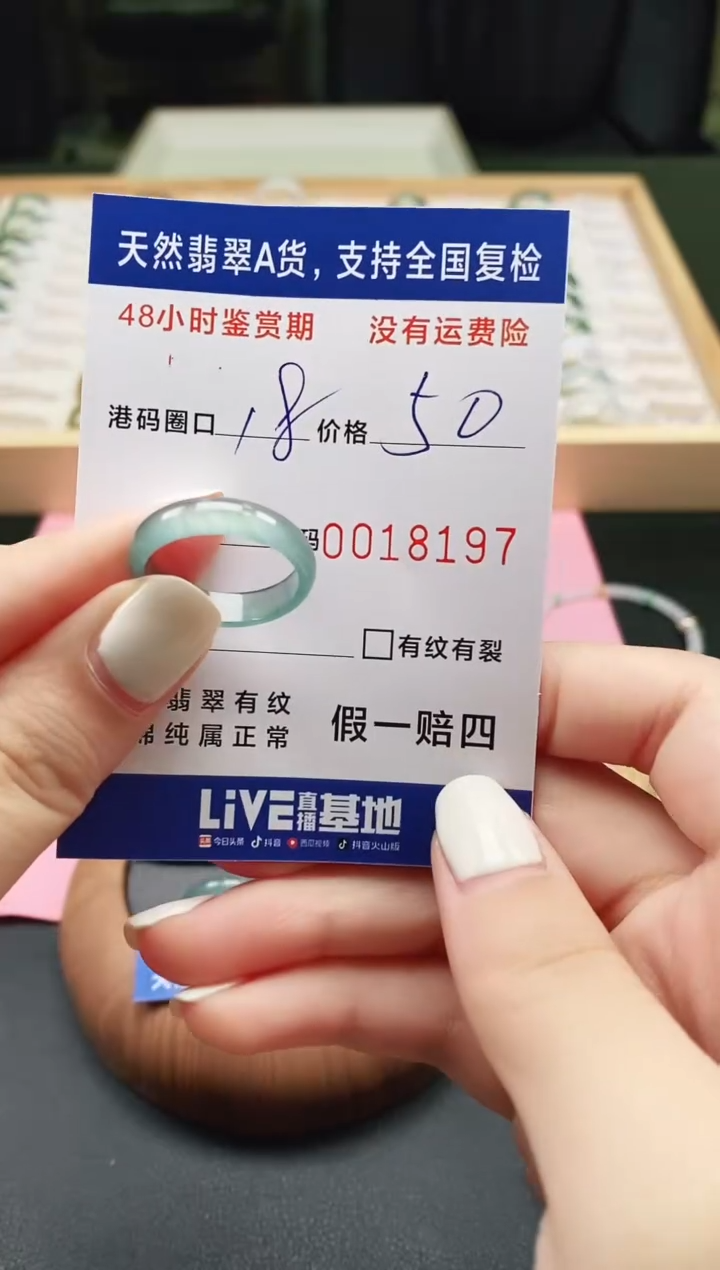 天然翡翠A货，支持全国复检
48小时鉴赏期 没有运费险
港码圈口 18 价格 50
码0018197
□有纹有裂
翡翠有纹
棉纯属正常 假一赔四
LiVE直播基地
今日头条 抖音 西瓜视频 抖音火山版